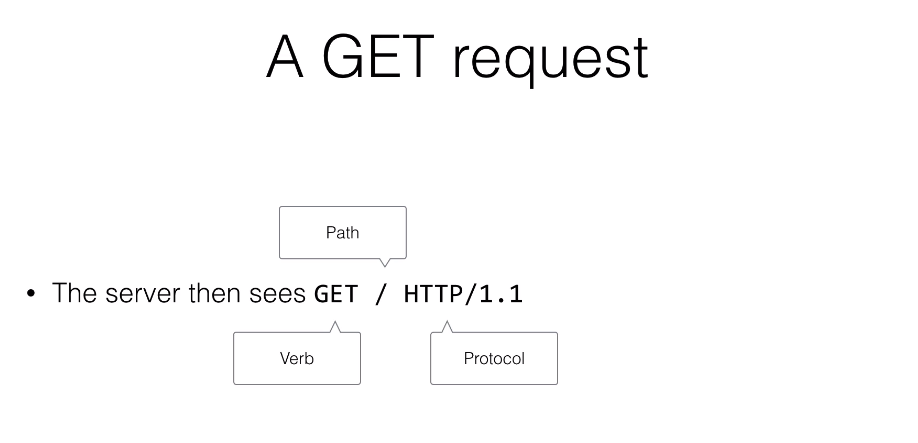 A GET request
Path
• The server then sees GET / HTTP/1.1
Verb
Protocol